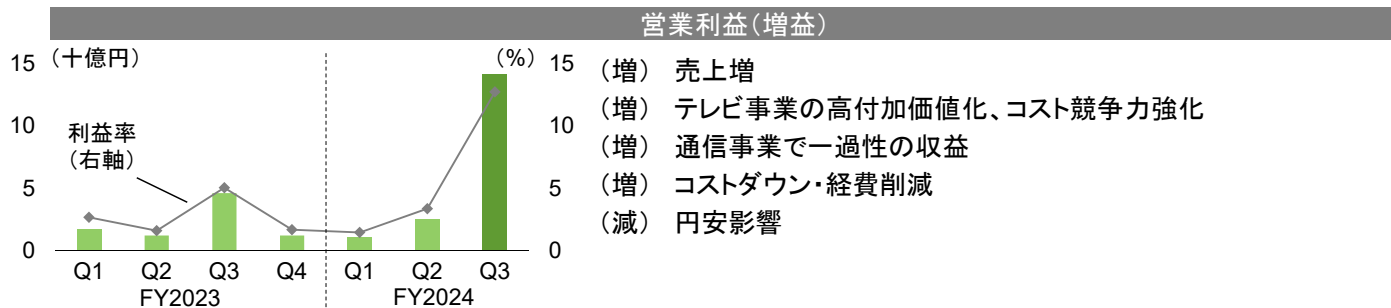 営業利益(増益)
(十億円)
(%)
15
10
5
0
利益率
(右軸)
15
10
5
0
Q1 Q2 Q3 Q4 Q1 Q2 Q3
FY2023 FY2024
(増) 売上増
(増) テレビ事業の高付加価値化、コスト競争力強化
(増) 通信事業で一過性の収益
(増) コストダウン・経費削減
(減) 円安影響